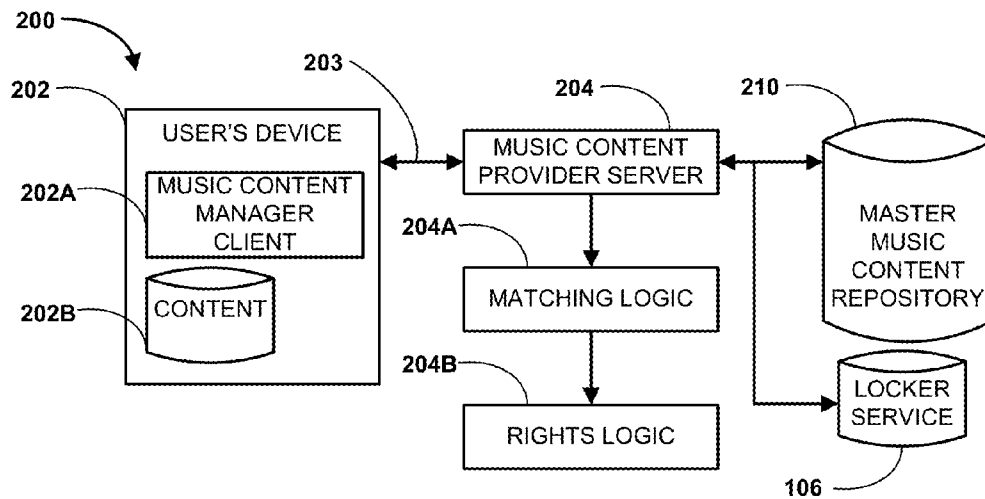 200
202
203
204
210
USER'S DEVICE
MUSIC CONTENT
PROVIDER SERVER
202A
MUSIC CONTENT
MANAGER
CLIENT
204A
MASTER
MUSIC
CONTENT
REPOSITORY
202B
CONTENT
MATCHING LOGIC
204B
LOCKER
SERVICE
RIGHTS LOGIC
106